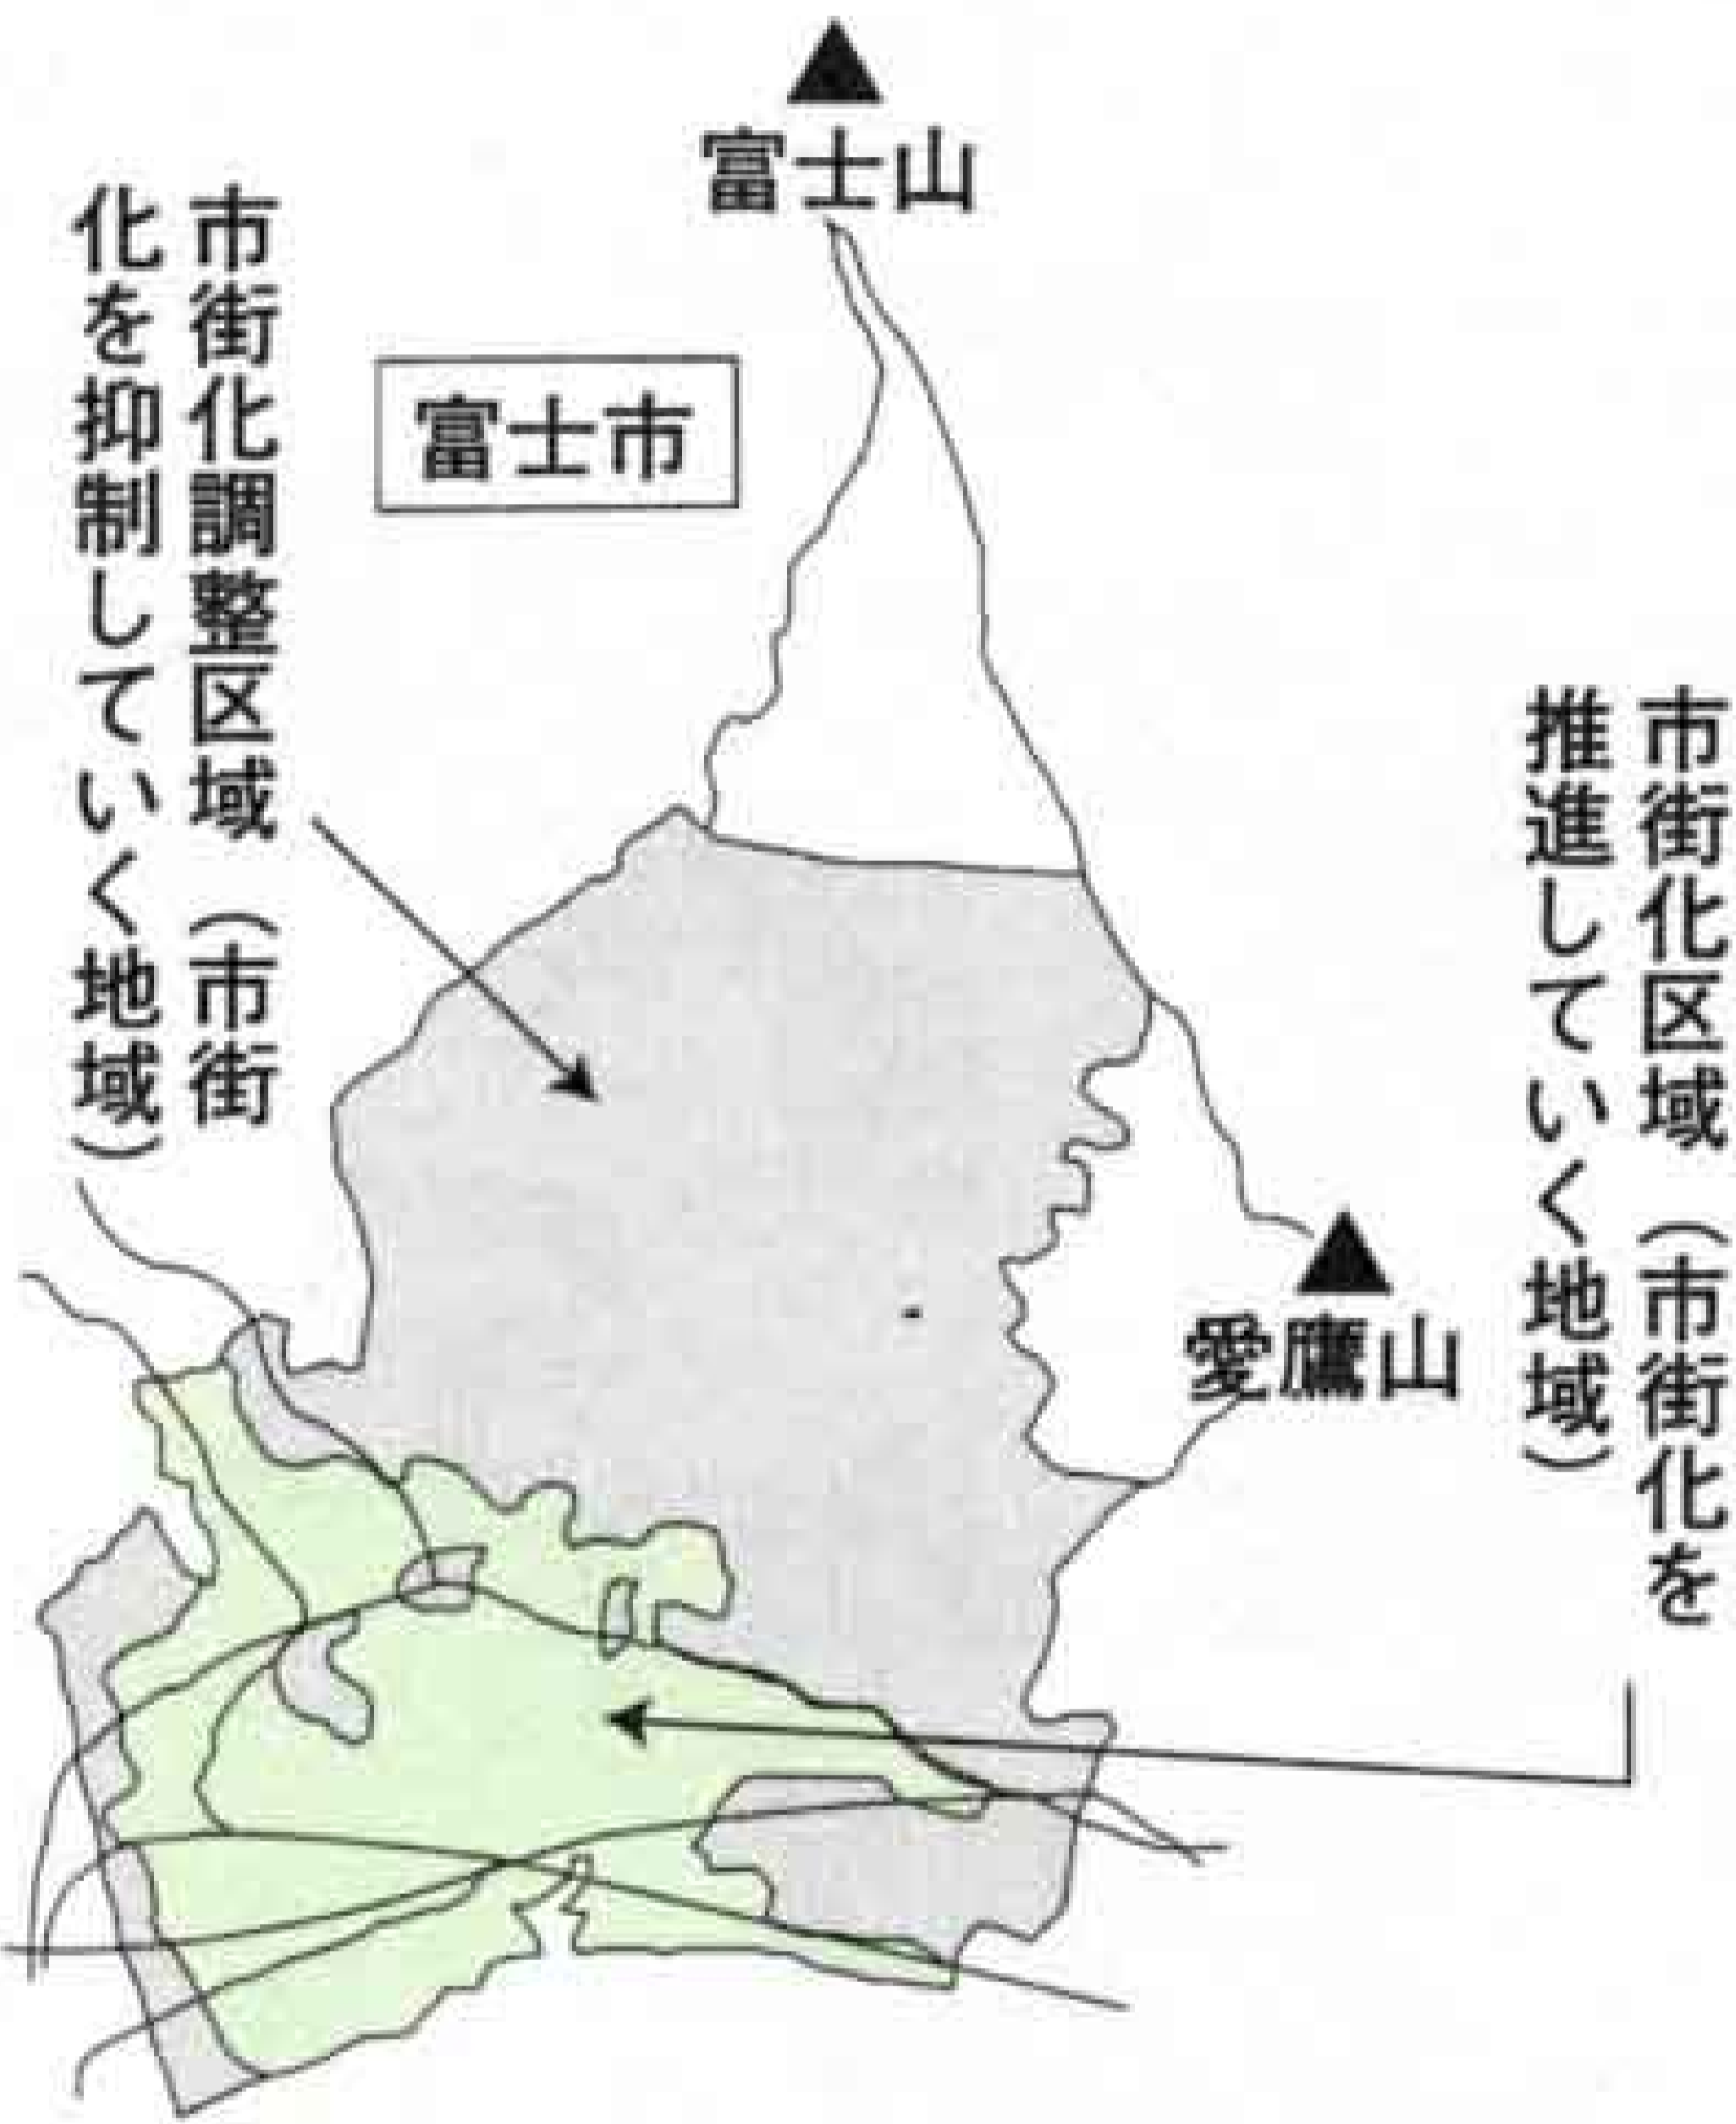 富士山
富士市
市街化調整区域（市街
化を抑制していく地域）
市街化区域（市街化を
推進していく地域）
愛鷹山